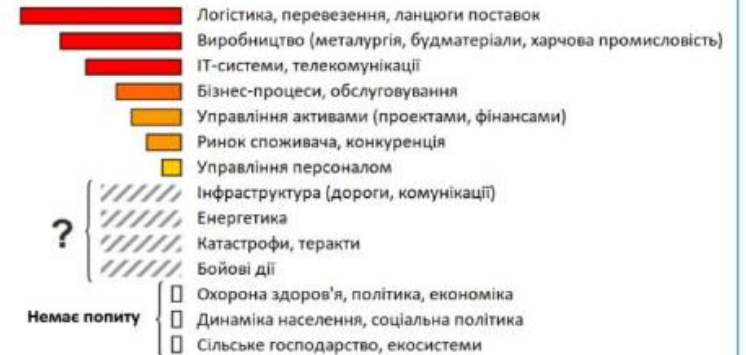 Логістика, перевезення, ланцюги поставок
Виробництво (металургія, будматеріали, харчова промисловість)
ІТ-системи, телекомунікації
Бізнес-процеси, обслуговування
Управління активами (проектами, фінансами)
Ринок споживача, конкуренція
Управління персоналом
Інфраструктура (дороги, комунікації)
?
Енергетика
Катастрофи, теракти
Бойові дії
Охорона здоров'я, політика, економіка
Немає попиту
Динаміка населення, соціальна політика
Сільське господарство, екосистеми